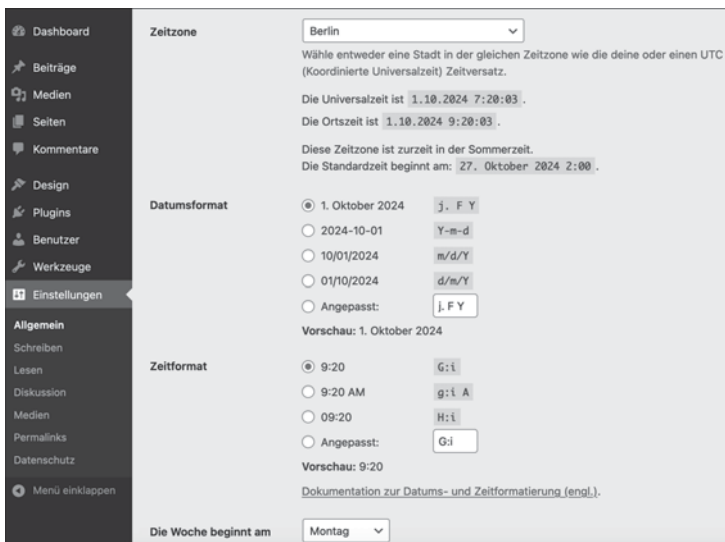 Dashboard
Beiträge
Medien
Seiten
Kommentare
Design
Plugins
Benutzer
Werkzeuge
Einstellungen
Allgemein
Schreiben
Lesen
Diskussion
Medien
Permalinks
Datenschutz
Menü einklappen
Zeitzone
Berlin
Wähle entweder eine Stadt in der gleichen Zeitzone wie die deine oder einen UTC
(Koordinierte Universalzeit) Zeitversatz.
Die Universalzeit ist 1.10.2024 7:20:03 .
Die Ortszeit ist 1.10.2024 9:20:03 .
Diese Zeitzone ist zurzeit in der Sommerzeit.
Die Standardzeit beginnt am: 27. Oktober 2024 2:00 .
Datumsformat
1. Oktober 2024 j. F Y
2024-10-01 Y-m-d
10/01/2024 m/d/Y
01/10/2024 d/m/Y
Angepasst: j. F Y
Vorschau: 1. Oktober 2024
Zeitformat
9:20 G:i
9:20 AM g:i A
09:20 H:i
Angepasst: G:i
Vorschau: 9:20
Dokumentation zur Datums- und Zeitformatierung (engl.).
Die Woche beginnt am Montag